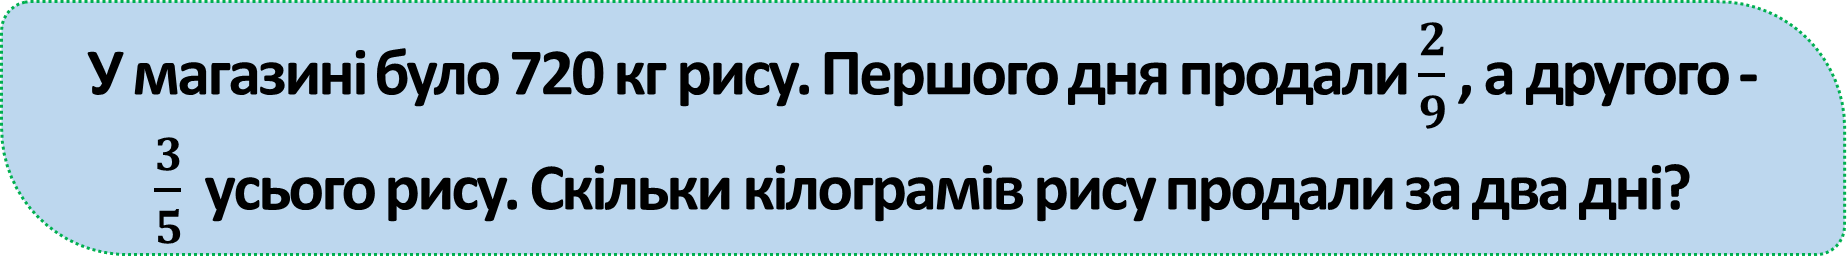 У магазині було 720 кг рису. Першого дня продали 2/9 , а другого -
3/5 усього рису. Скільки кілограмів рису продали за два дні?